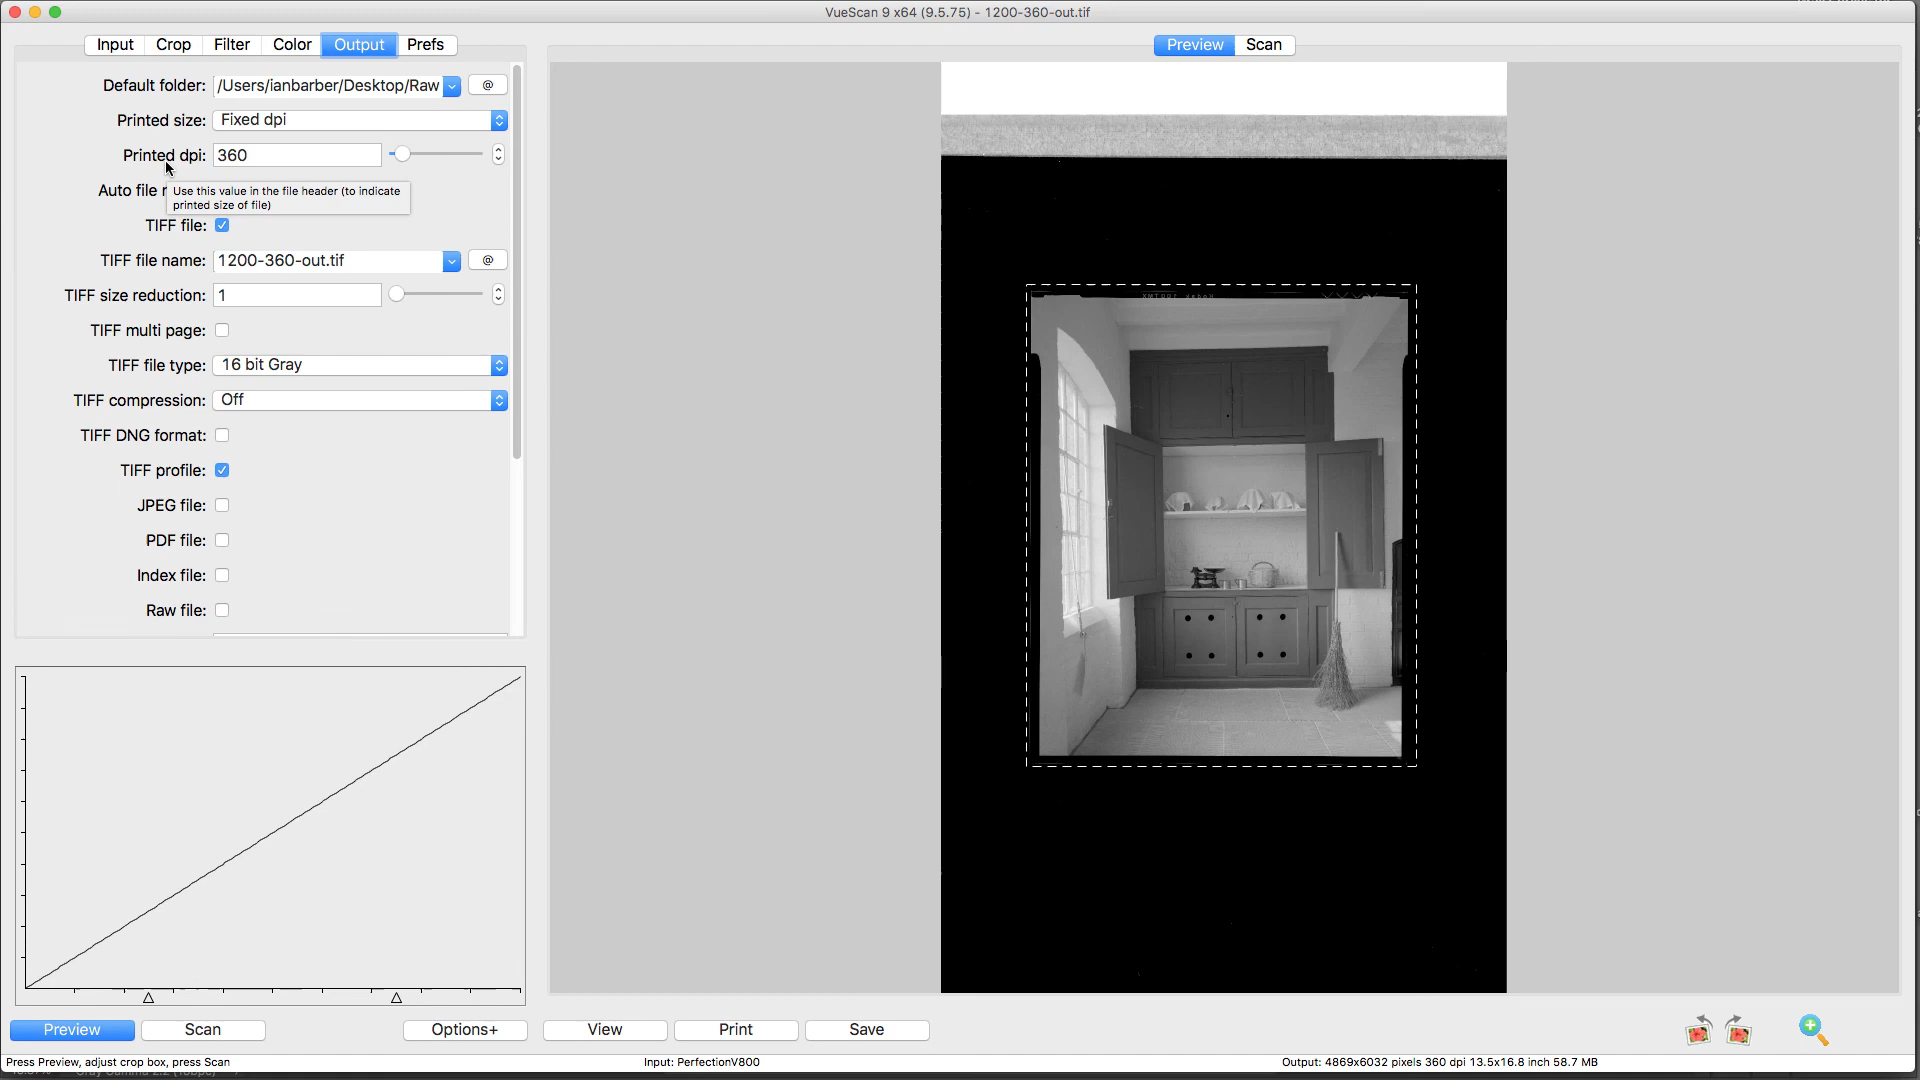 VueScan 9 x64 (9.5.75) - 1200-360-out.tif
Input Crop Filter Color Output Prefs
Preview Scan
Default folder: /Users/ianbarber/Desktop/Raw @
Printed size: Fixed dpi
Printed dpi: 360
Auto file
Use this value in the file header (to indicate
printed size of file)
TIFF file:
TIFF file name: 1200-360-out.tif @
TIFF size reduction: 1
TIFF multi page:
TIFF file type: 16 bit Gray
TIFF compression: Off
TIFF DNG format:
TIFF profile:
JPEG file:
PDF file:
Index file:
Raw file:
Preview Scan Options+ View Print Save
Press Preview, adjust crop box, press Scan Input: PerfectionV800 Output: 4869x6032 pixels 360 dpi 13.5x16.8 inch 58.7 MB